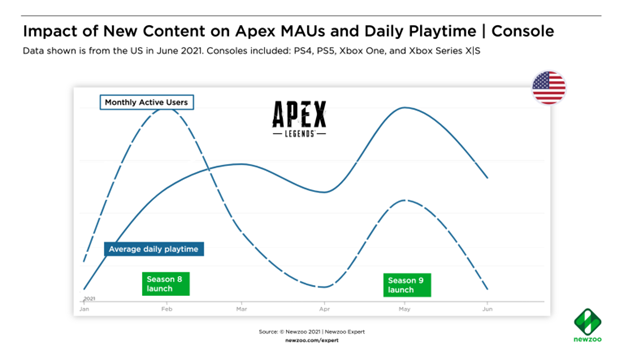 Impact of New Content on Apex MAUs and Daily Playtime | Console
Data shown is from the US in June 2021. Consoles included: PS4, PS5, Xbox One, and Xbox Series X|S
Monthly Active Users
APEX
LEGENDS
Average daily playtime
Season 8
launch
Season 9
launch
2021
Jan Feb Mar Apr May Jun
Source: © Newzoo 2021 | Newzoo Expert
newzoo.com/expert
newzoo